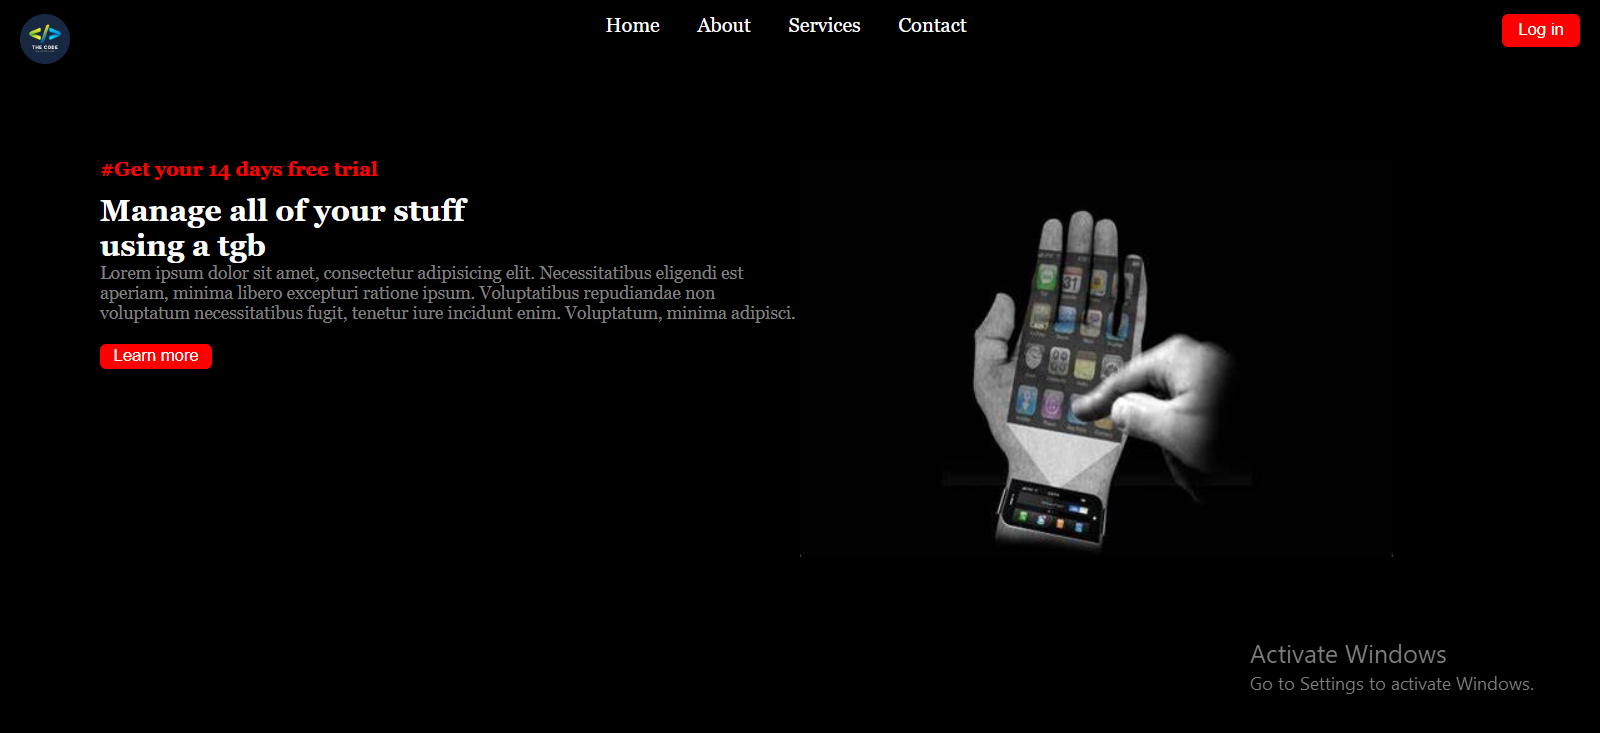 THE CODE
Home About Services Contact
Log in
#Get your 14 days free trial
Manage all of your stuff
using a tgb
Lorem ipsum dolor sit amet, consectetur adipisicing elit. Necessitatibus eligendi est
aperiam, minima libero excepturi ratione ipsum. Voluptatibus repudiandae non
voluptatum necessitatibus fugit, tenetur iure incidunt enim. Voluptatum, minima adipisci.
Learn more
31
Activate Windows
Go to Settings to activate Windows.